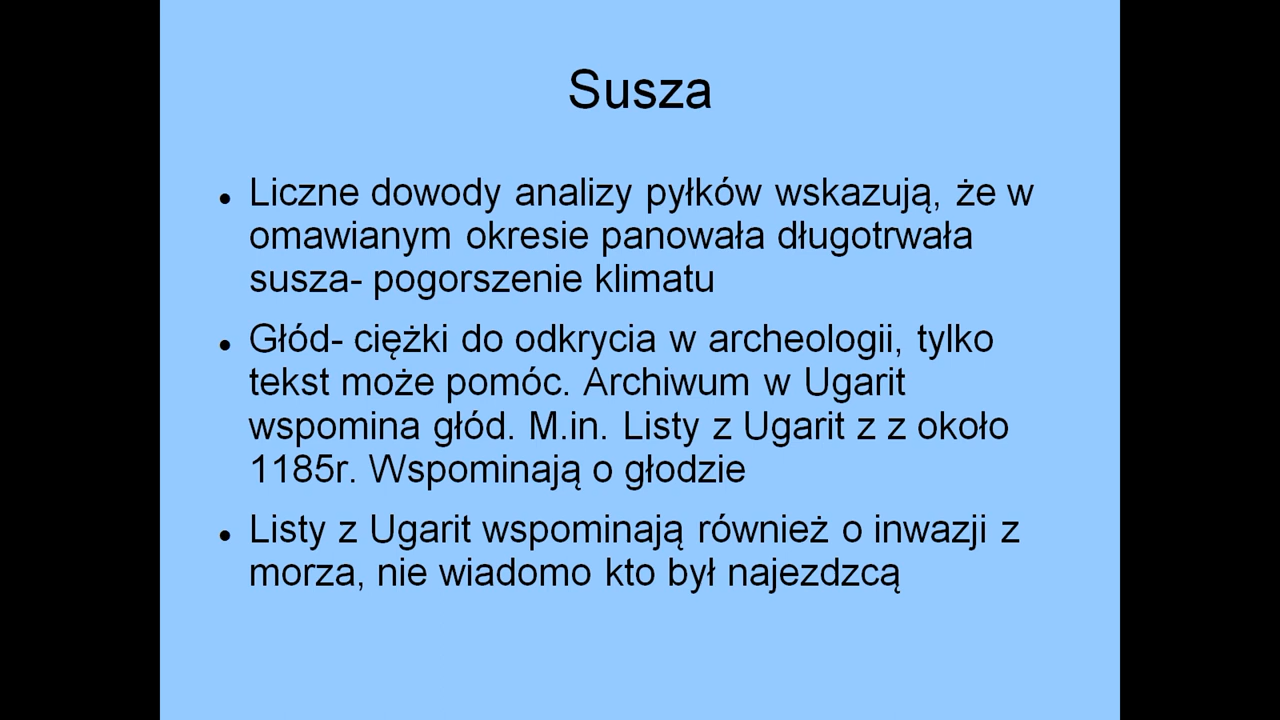 Susza
Liczne dowody analizy pyłków wskazują, że w
omawianym okresie panowała długotrwała
susza- pogorszenie klimatu
Głód- ciężki do odkrycia w archeologii, tylko
tekst może pomóc. Archiwum w Ugarit
wspomina głód. M.in. Listy z Ugarit z z około
1185r. Wspominają o głodzie
Listy z Ugarit wspominają również o inwazji z
morza, nie wiadomo kto był najezdzcą